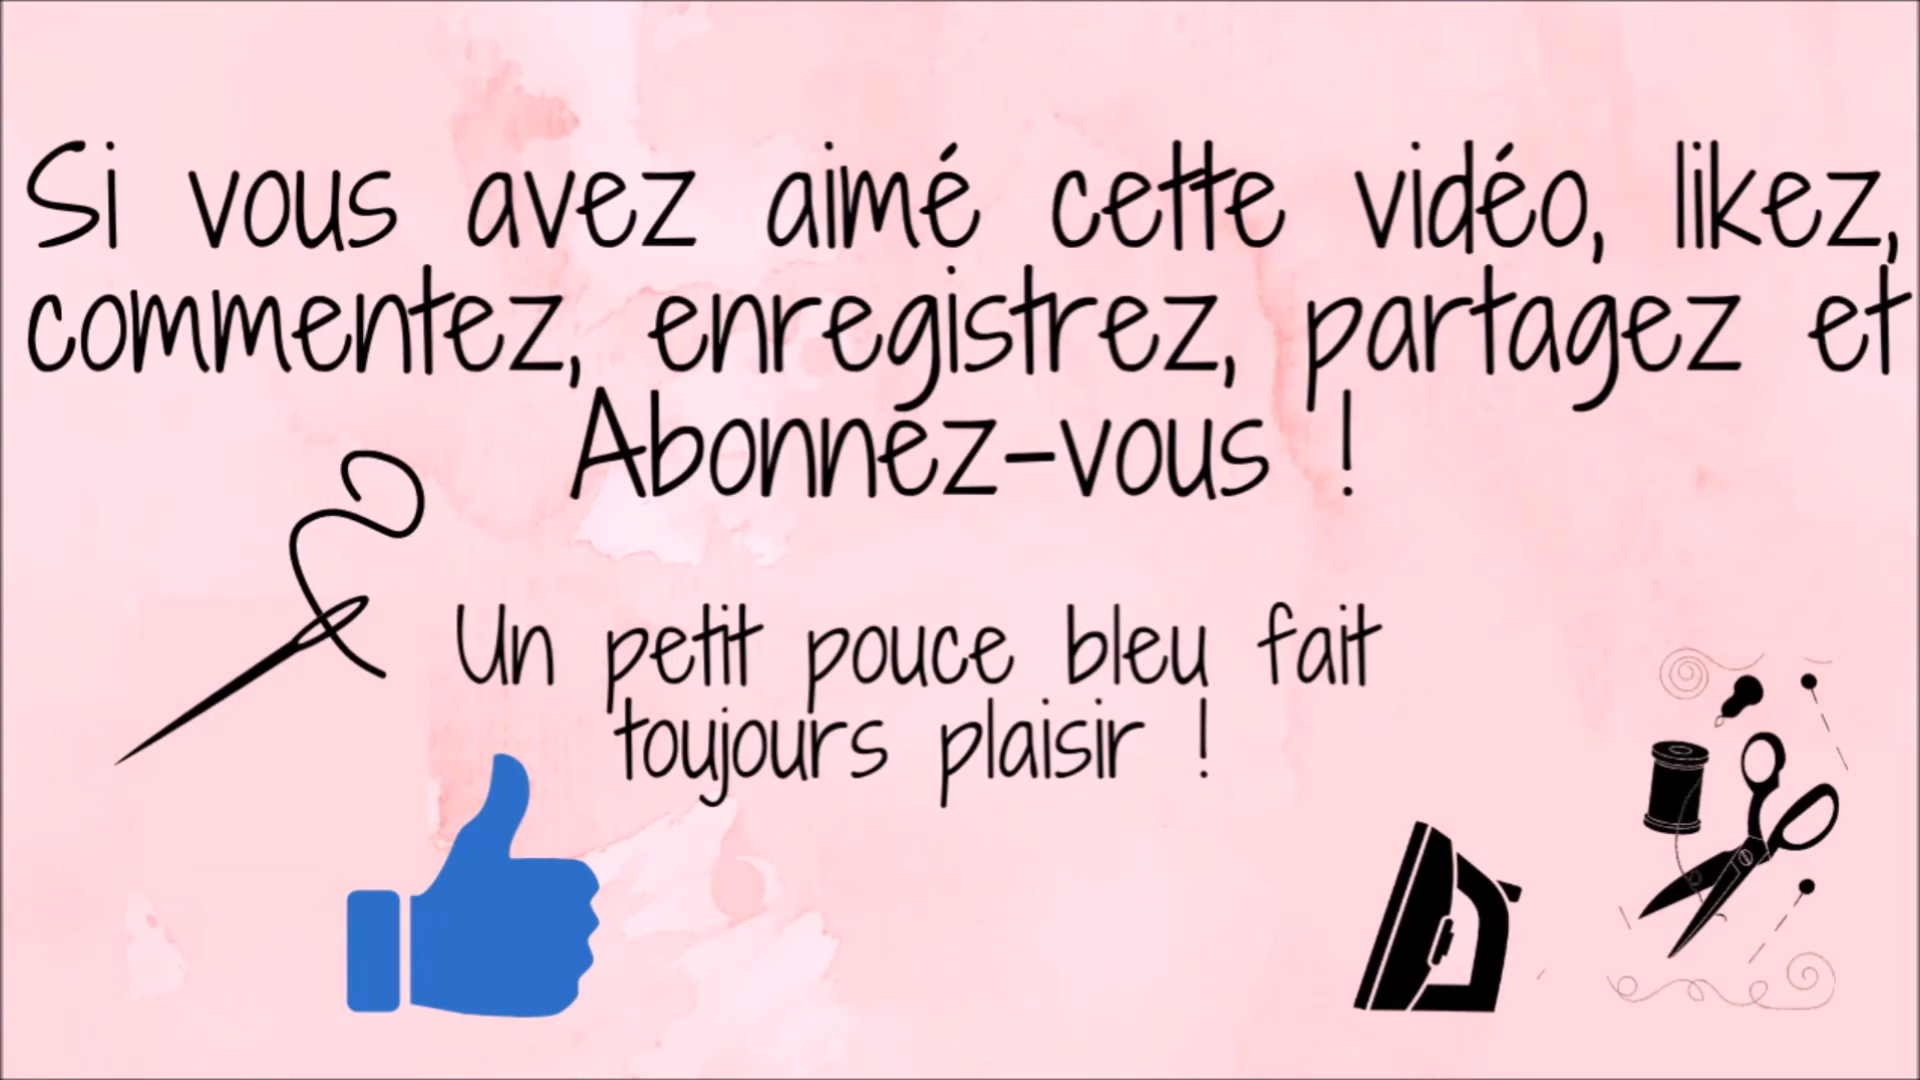 Si vous avez aimé cette vidéo, likez,
commentez, enregistrez, partagez et
Abonnez-vous !
Un petit pouce bleu fait
toujours plaisir !